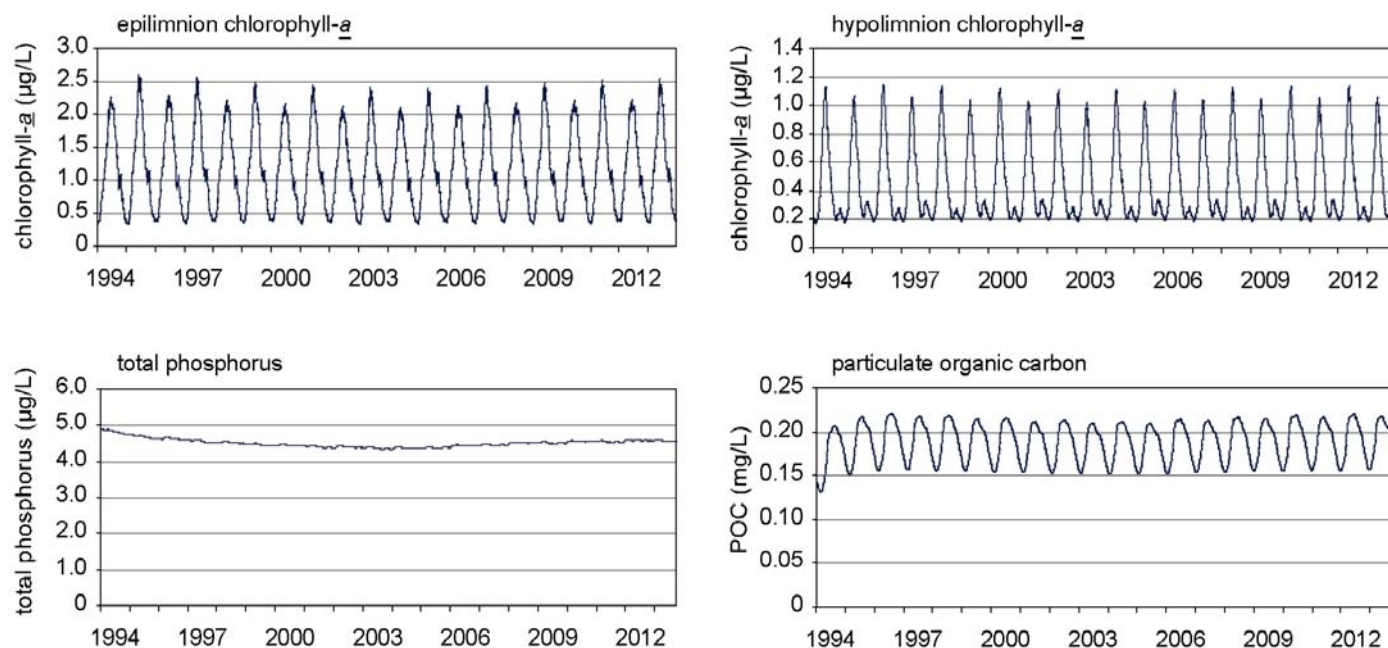 epilimnion chlorophyll-a
chlorophyll-a (µg/L)
3.0
2.5
2.0
1.5
1.0
0.5
0
1994 1997 2000 2003 2006 2009 2012
hypolimnion chlorophyll-a
chlorophyll-a (µg/L)
1.4
1.2
1.0
0.8
0.6
0.4
0.2
0
1994 1997 2000 2003 2006 2009 2012
total phosphorus
total phosphorus (µg/L)
6.0
5.0
4.0
3.0
2.0
1.0
0
1994 1997 2000 2003 2006 2009 2012
particulate organic carbon
POC (mg/L)
0.25
0.20
0.15
0.10
0.05
0
1994 1997 2000 2003 2006 2009 2012